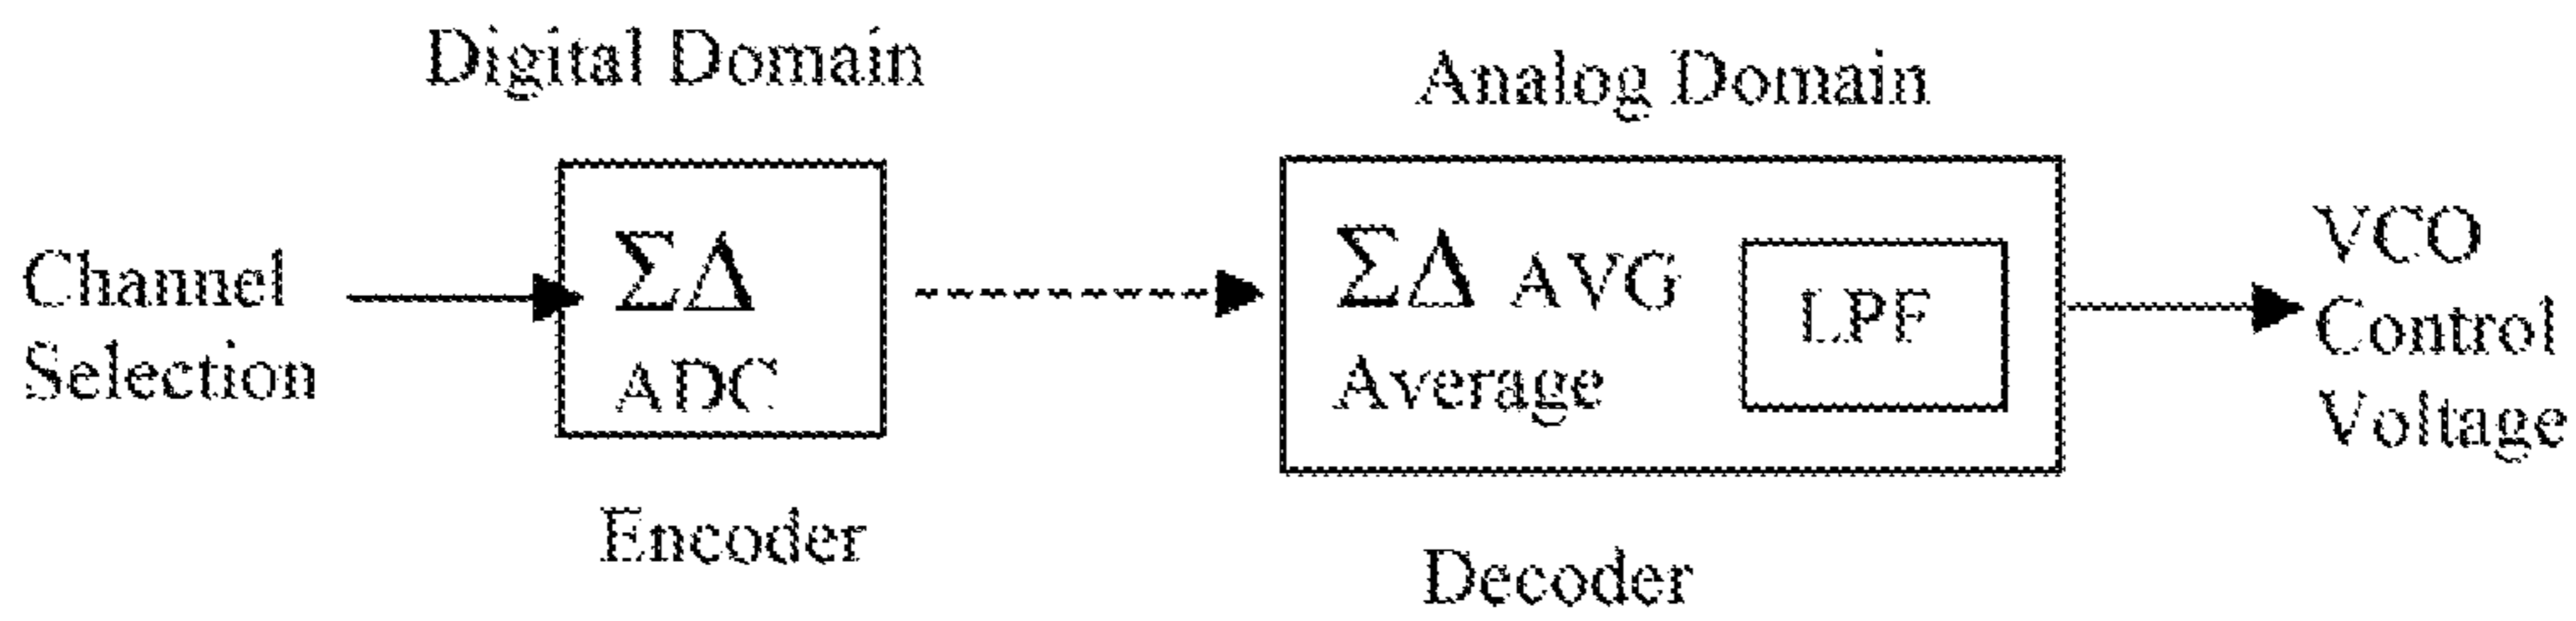 Digital Domain
Analog Domain
Channel
Selection
ΣΔ
ADC
Encoder
ΣΔ AVG
Average
LPF
Decoder
VCO
Control
Voltage